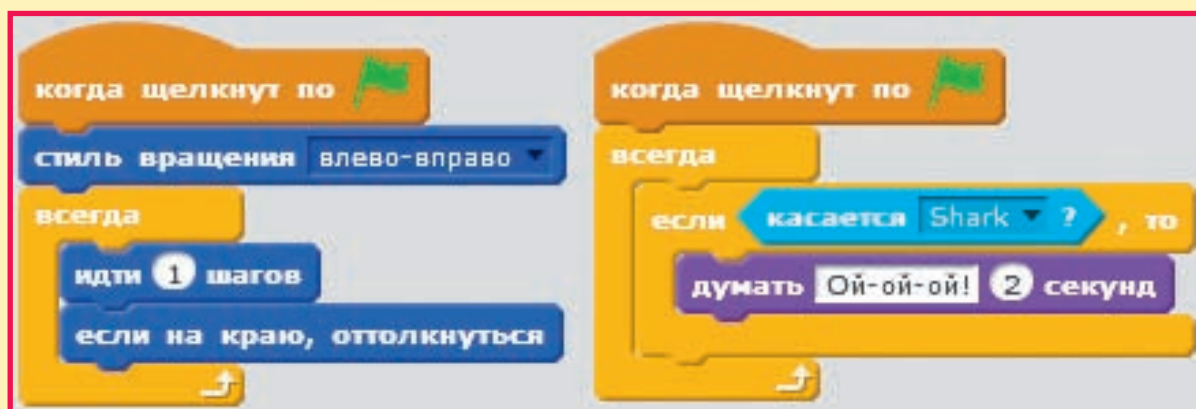 когда щелкнут по
стиль вращения влево-вправо
всегда
идти 1 шагов
если на краю, оттолкнуться
когда щелкнут по
всегда
если касается Shark ? , то
думать Ой-ой-ой! 2 секунд